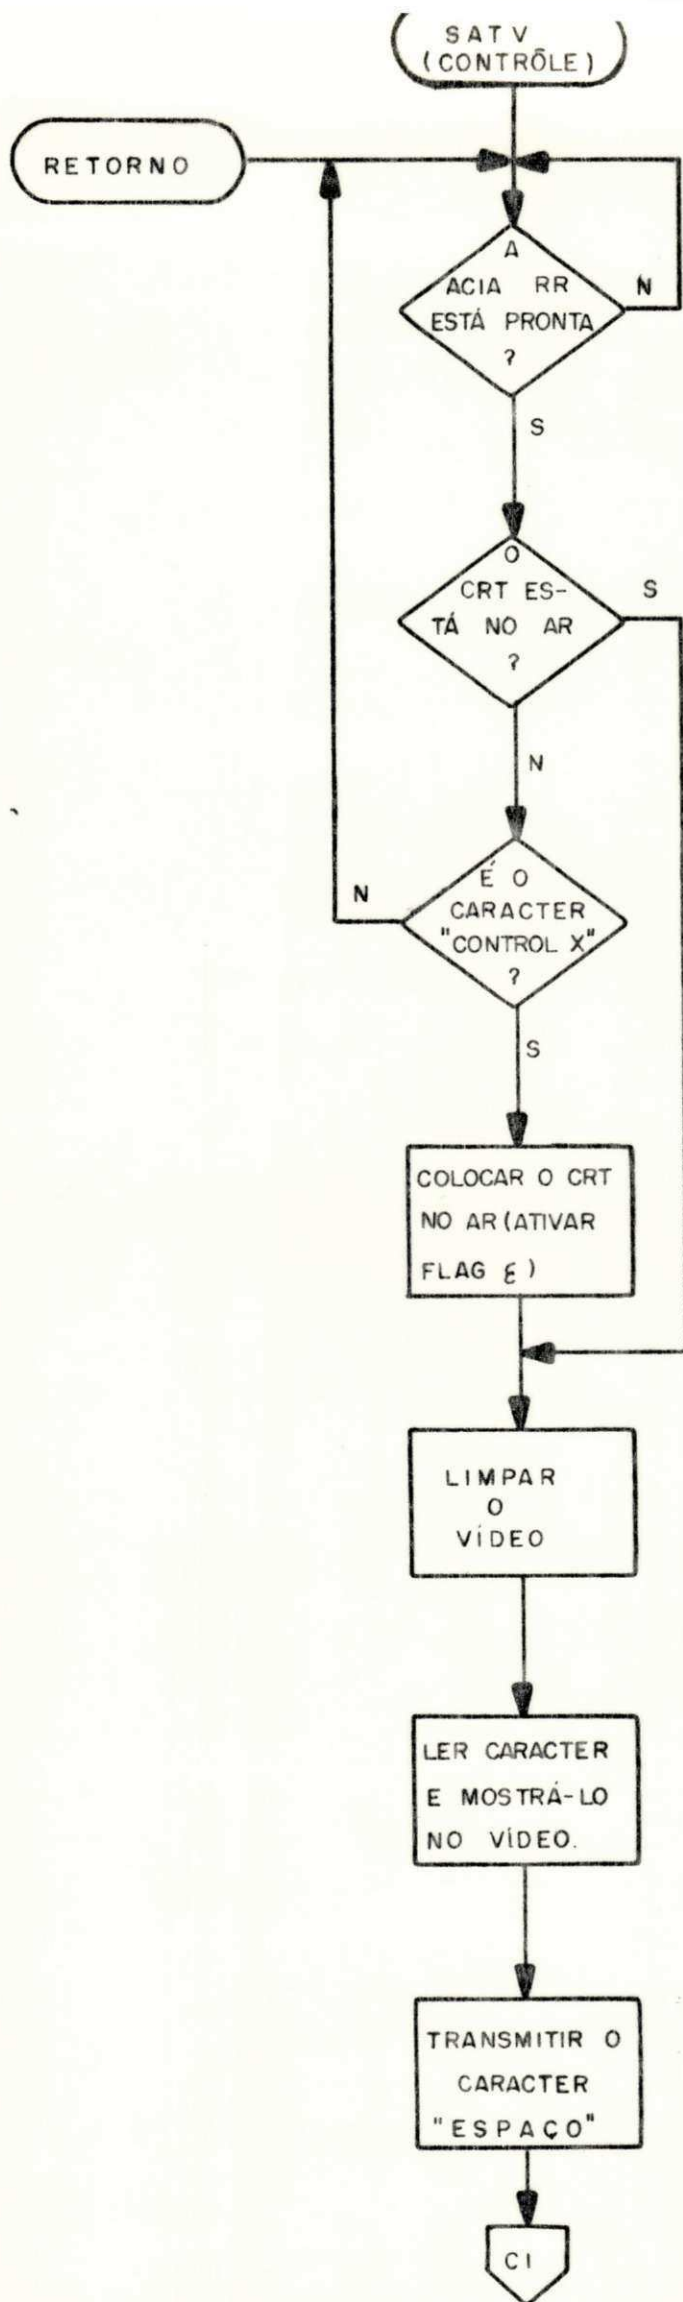 SATV
(CONTRÔLE)
RETORNO
A
ACIA RR
ESTÁ PRONTA
?
N
S
O
CRT ES-
TÁ NO AR
?
S
N
É O
CARACTER
"CONTROL X"
?
N
S
COLOCAR O CRT
NO AR (ATIVAR
FLAG ε)
LIMPAR
O
VÍDEO
LER CARACTER
E MOSTRÁ-LO
NO VÍDEO.
TRANSMITIR O
CARACTER
"ESPAÇO"
C1